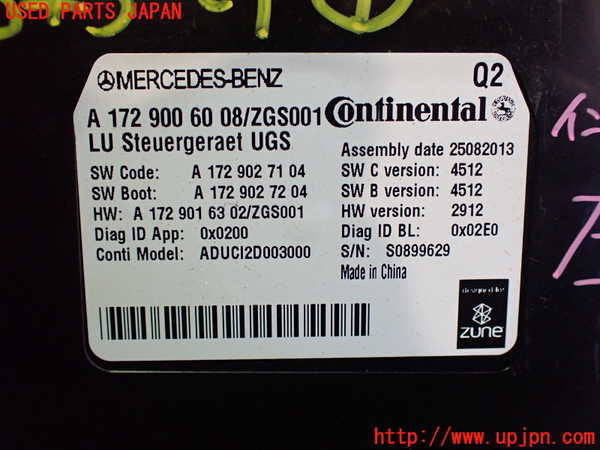 USED PARTS JAPAN
MERCEDES-BENZ
Q2
A 172 900 60 08/ZGS001
Continental
LU Steuergeraet UGS
Assembly date 25082013
SW Code: A 172 902 71 04
SW C version: 4512
SW Boot: A 172 902 72 04
SW B version: 4512
HW: A 172 901 63 02/ZGS001
HW version: 2912
Diag ID App: 0x0200
Diag ID BL: 0x02E0
Conti Model: ADUCI2D003000
S/N: S0899629
Made in China
designed for
zune
http://www.upjpn.com/